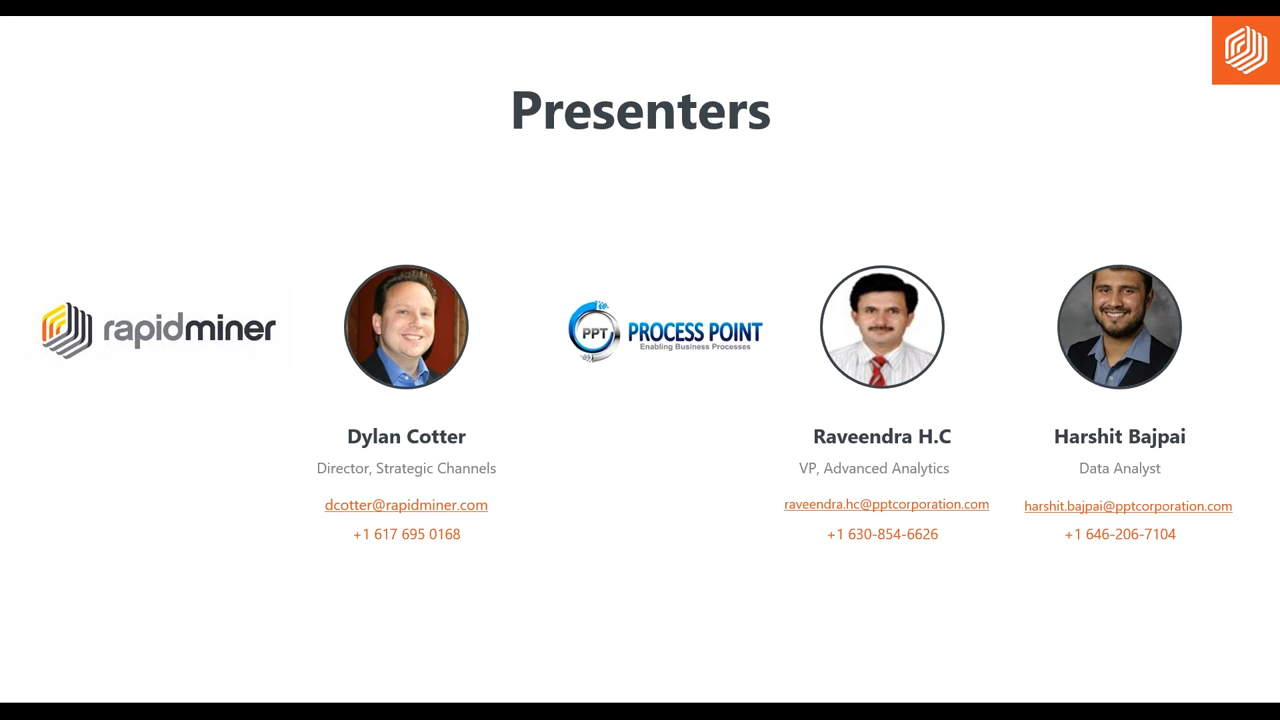 Presenters
rapidminer
PPT
PROCESS POINT
Enabling Business Processes
Dylan Cotter
Director, Strategic Channels
dcotter@rapidminer.com
+1 617 695 0168
Raveendra H.C
VP, Advanced Analytics
raveendra.hc@pptcorporation.com
+1 630-854-6626
Harshit Bajpai
Data Analyst
harshit.bajpai@pptcorporation.com
+1 646-206-7104